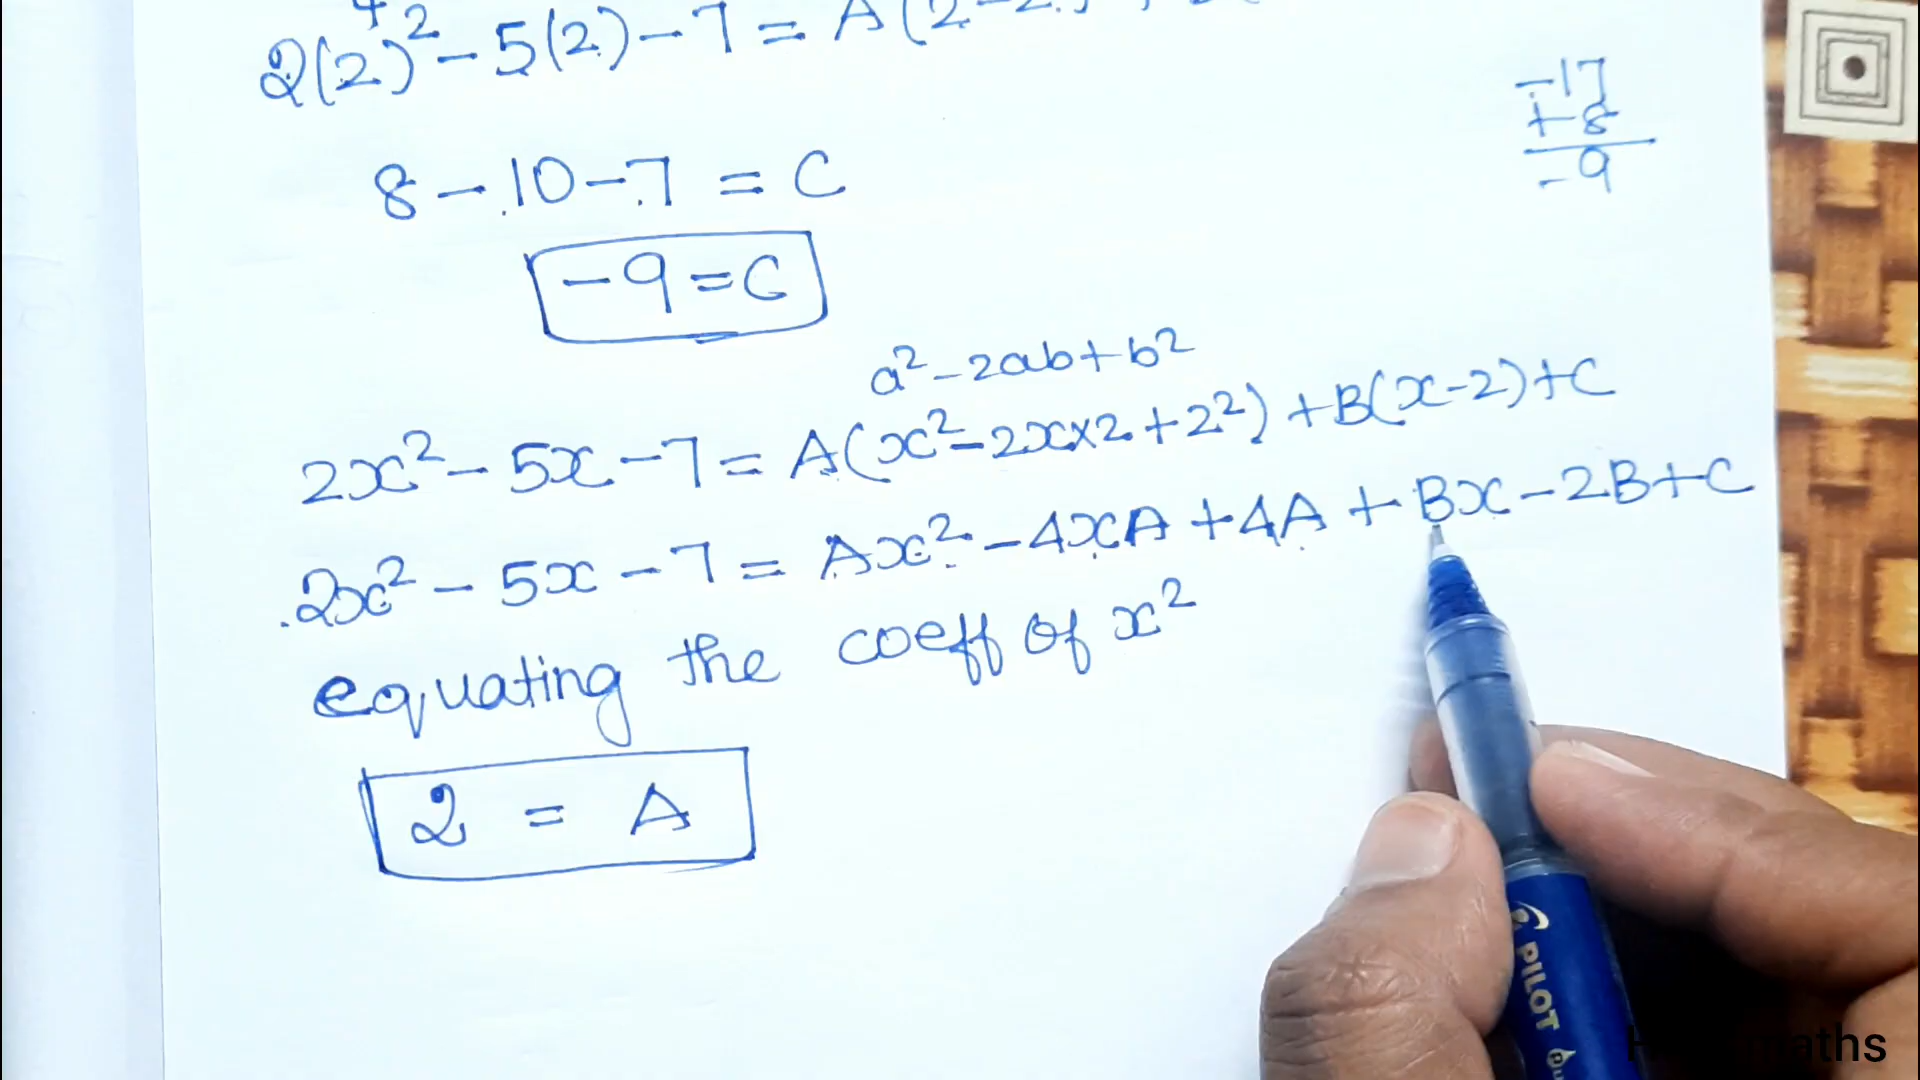 2(2)² - 5(2) - 7 = A(2-2)
-17
+8
-9
8 - 10 - 7 = C
-9 = C
a² - 2ab + b²
2x² - 5x - 7 = A(x² - 2x×2 + 2²) + B(x-2) + C
2x² - 5x - 7 = Ax² - 4xA + 4A + Bx - 2B + C
equating the coeff of x²
2 = A
PILOT
maths